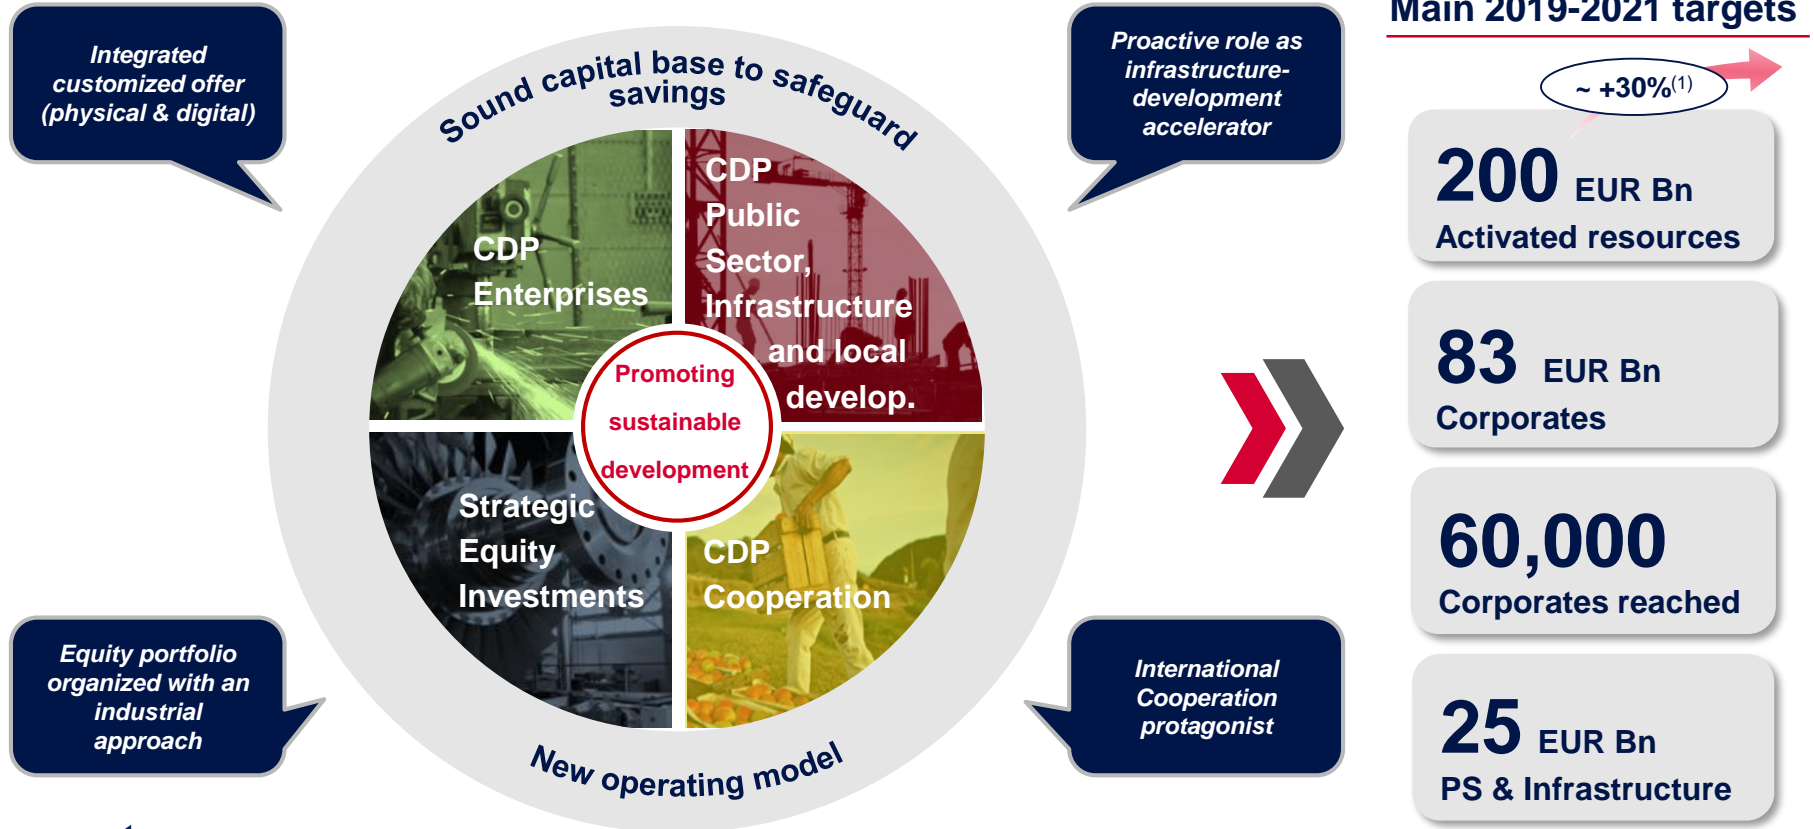 Main 2019-2021 targets
Integrated
customized offer
(physical & digital)
Sound capital base to safeguard
savings
Proactive role as
infrastructure-
development
accelerator
CDP
Enterprises
CDP
Public
Sector,
Infrastructure
and local
develop.
Promoting
sustainable
development
Strategic
Equity
Investments
CDP
Cooperation
Equity portfolio
organized with an
industrial
approach
International
Cooperation
protagonist
New operating model
~ +30%(1)
200 EUR Bn
Activated resources
83 EUR Bn
Corporates
60,000
Corporates reached
25 EUR Bn
PS & Infrastructure